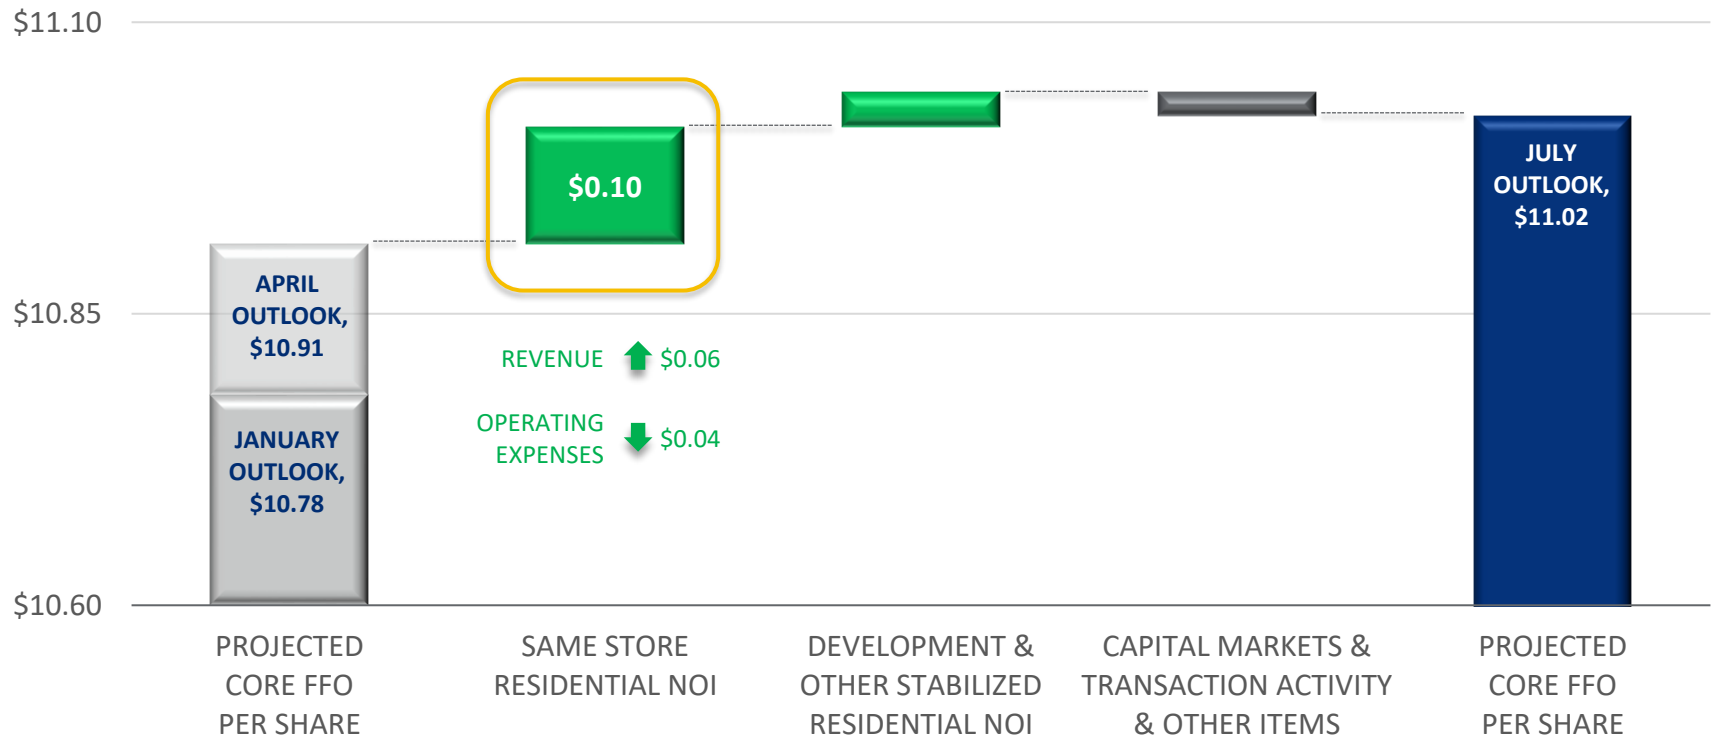 $11.10
$10.85
$10.60
APRIL
OUTLOOK,
$10.91
JANUARY
OUTLOOK,
$10.78
$0.10
REVENUE $0.06
OPERATING
EXPENSES $0.04
JULY
OUTLOOK,
$11.02
PROJECTED
CORE FFO
PER SHARE
SAME STORE
RESIDENTIAL NOI
DEVELOPMENT &
OTHER STABILIZED
RESIDENTIAL NOI
CAPITAL MARKETS &
TRANSACTION ACTIVITY
& OTHER ITEMS
PROJECTED
CORE FFO
PER SHARE